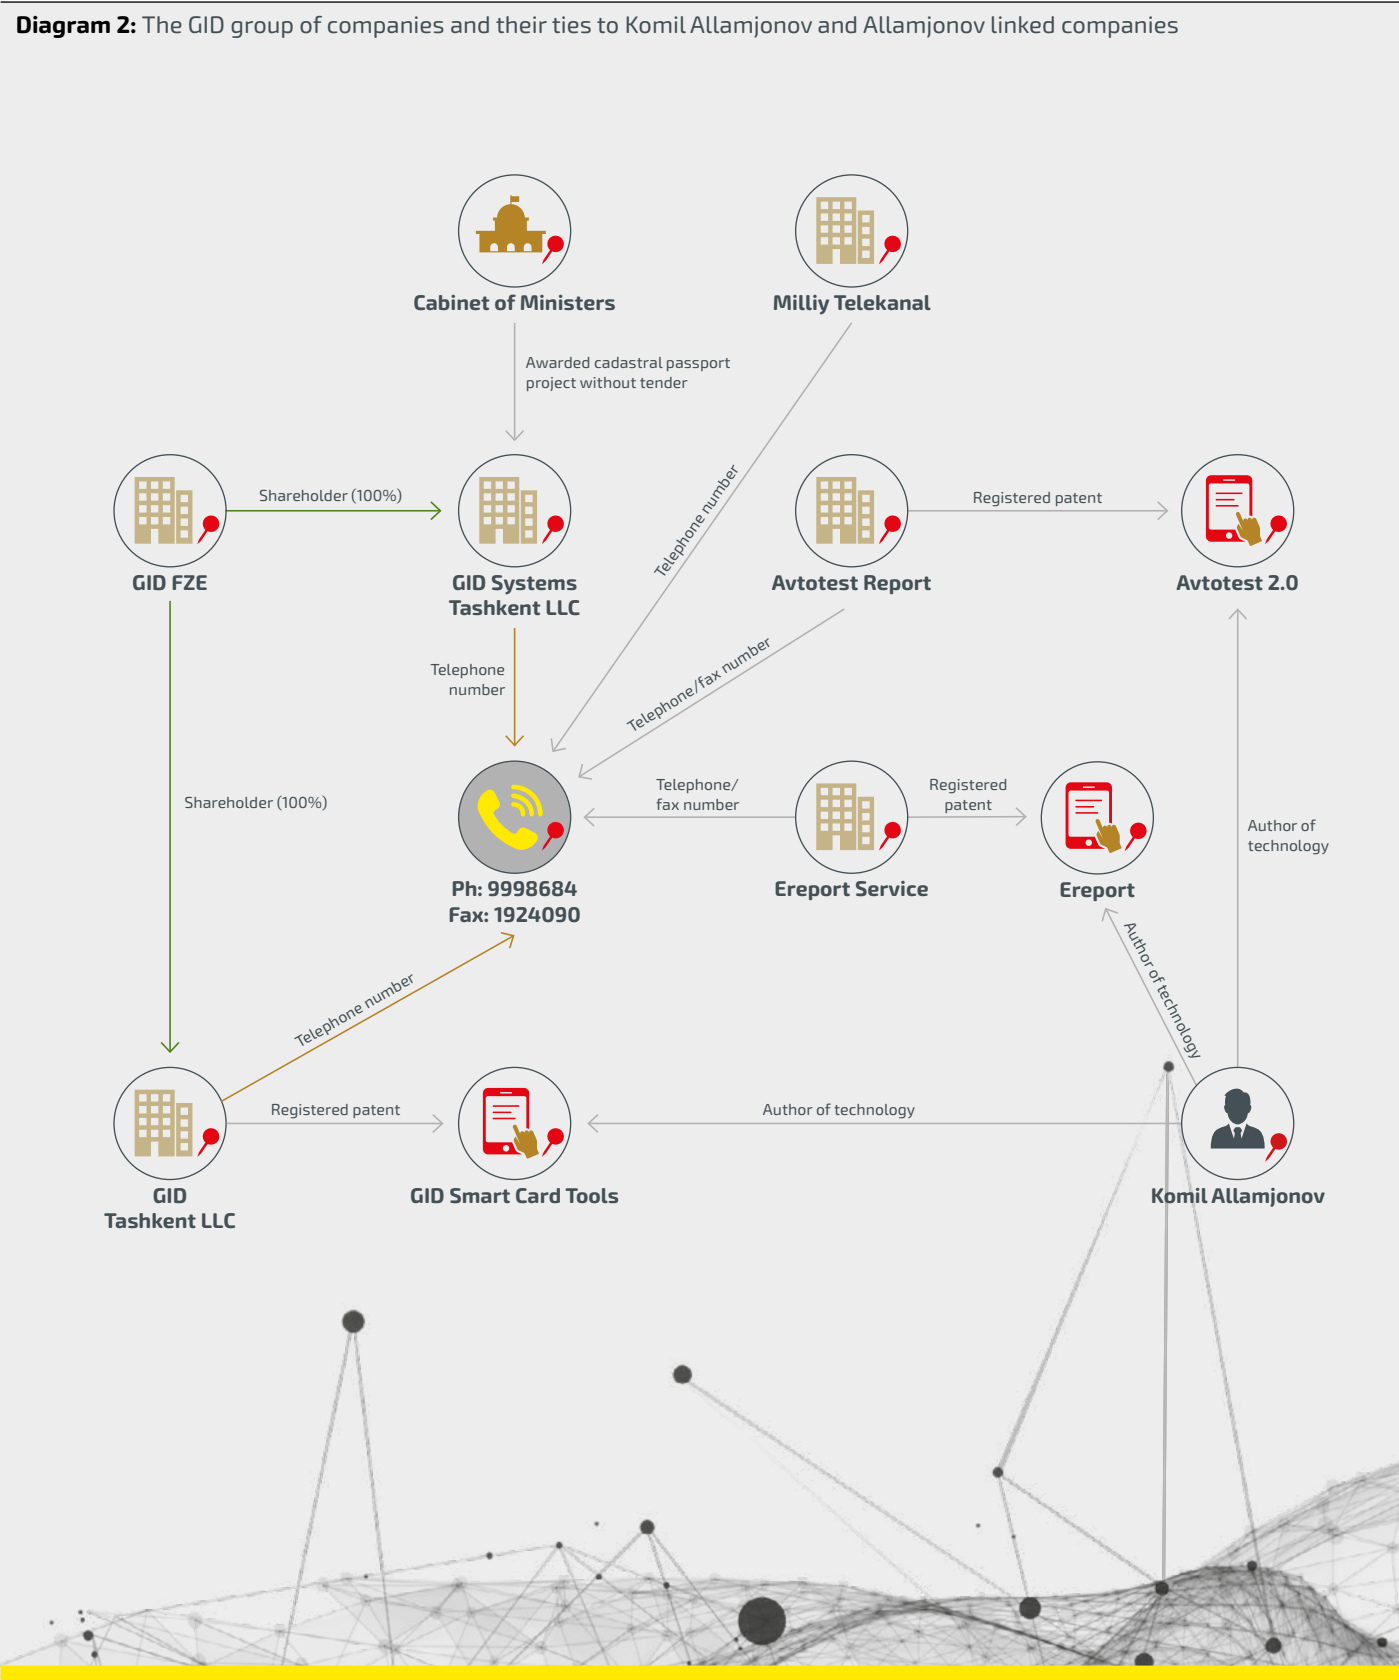 Diagram 2: The GID group of companies and their ties to Komil Allamjonov and Allamjonov linked companies
Cabinet of Ministers
Milliy Telekanal
Awarded cadastral passport
project without tender
Telephone number
Shareholder (100%)
Registered patent
GID FZE
GID Systems
Tashkent LLC
Avtotest Report
Avtotest 2.0
Telephone
number
Telephone/fax number
Shareholder (100%)
Telephone/
fax number
Registered
patent
Author of
technology
Ph: 9998684
Fax: 1924090
Ereport Service
Ereport
Author of technology
Telephone number
Registered patent
Author of technology
GID
Tashkent LLC
GID Smart Card Tools
Komil Allamjonov